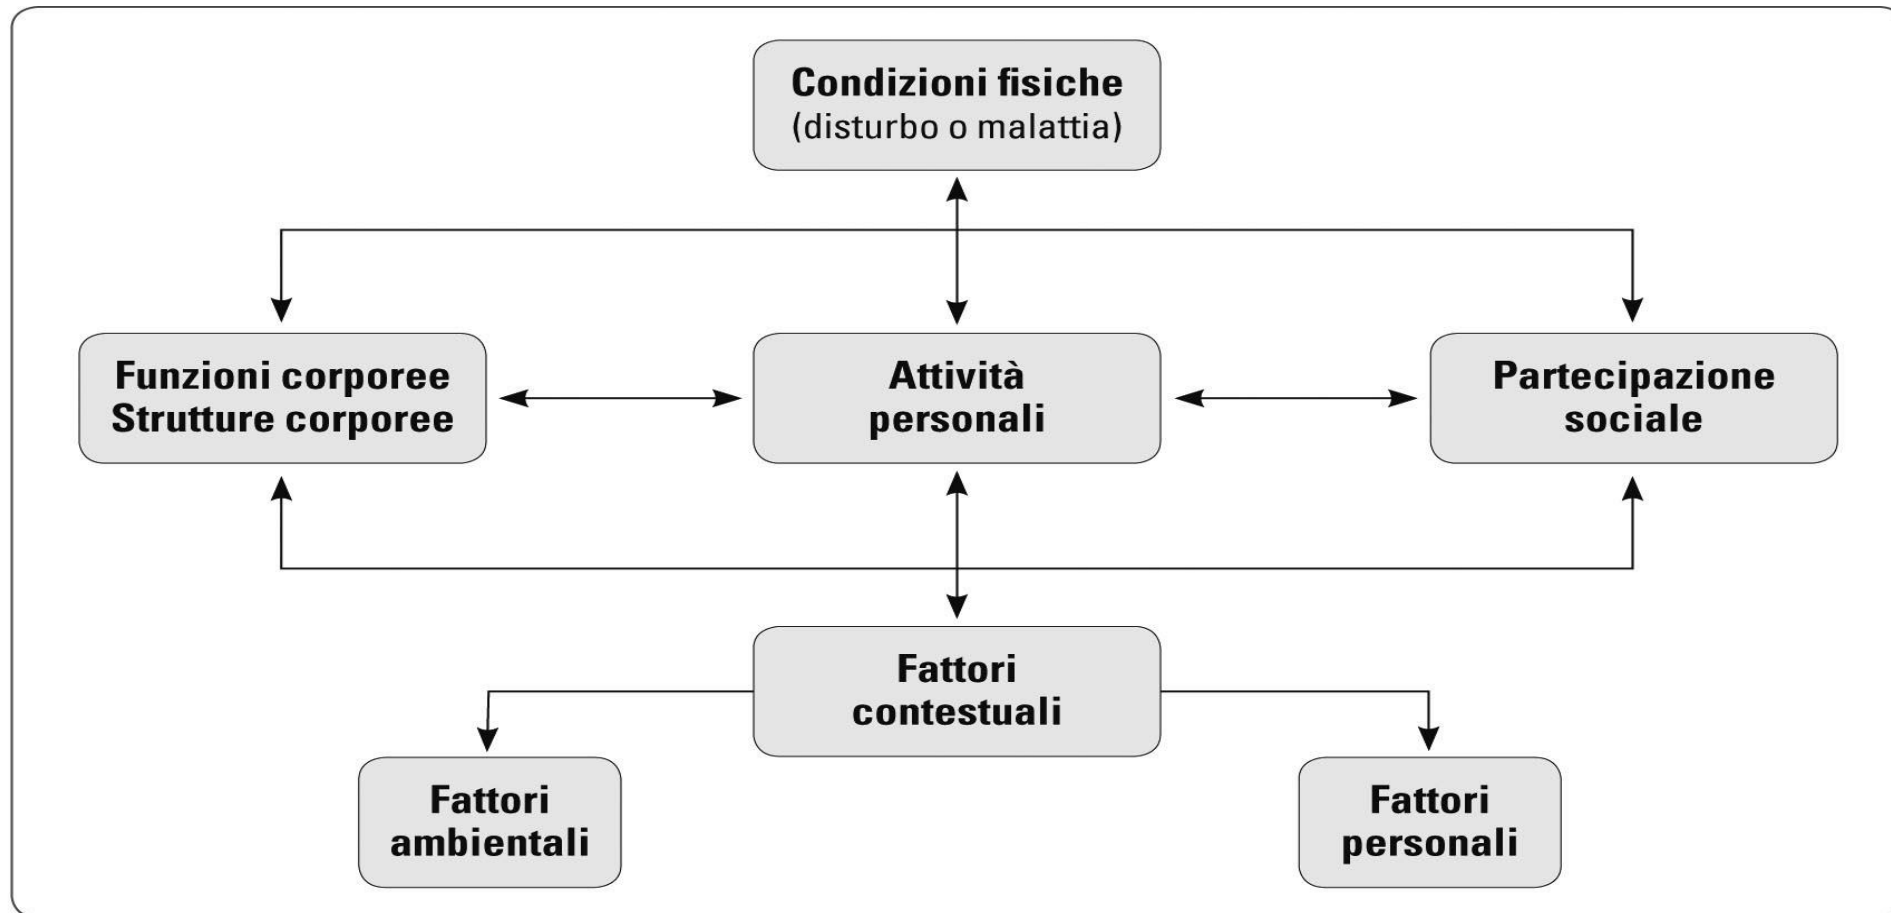 Condizioni fisiche
(disturbo o malattia)
Funzioni corporee
Strutture corporee
Attività
personali
Partecipazione
sociale
Fattori
contestuali
Fattori
ambientali
Fattori
personali